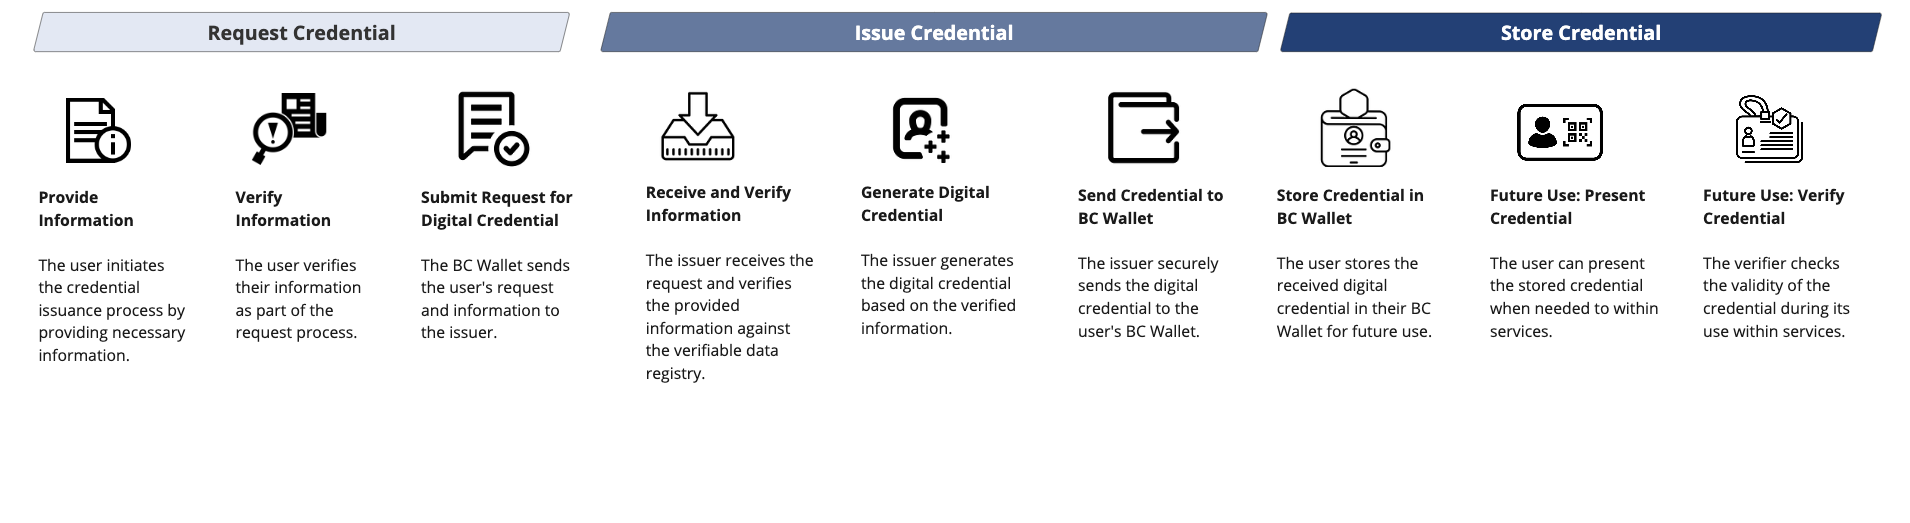 Request Credential
Issue Credential
Store Credential
Provide
Information
The user initiates
the credential
issuance process by
providing necessary
information.
Verify
Information
The user verifies
their information
as part of the
request process.
Submit Request for
Digital Credential
The BC Wallet sends
the user's request
and information to
the issuer.
Receive and Verify
Information
The issuer receives the
request and verifies
the provided
information against
the verifiable data
registry.
Generate Digital
Credential
The issuer generates
the digital credential
based on the verified
information.
Send Credential to
BC Wallet
The issuer securely
sends the digital
credential to the
user's BC Wallet.
Store Credential in
BC Wallet
The user stores the
received digital
credential in their BC
Wallet for future use.
Future Use: Present
Credential
The user can present
the stored credential
when needed to within
services.
Future Use: Verify
Credential
The verifier checks
the validity of the
credential during its
use within services.